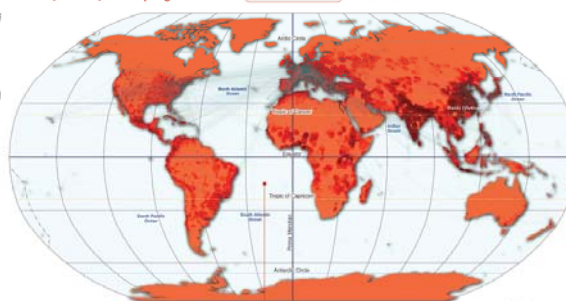 Arctic Circle
North Atlantic
Ocean
North Pacific
Ocean
Tropic of Cancer
Indian
Ocean
Equator
Tropic of Capricorn
South Pacific
Ocean
South Atlantic
Ocean
Prime Meridian
Antarctic Circle